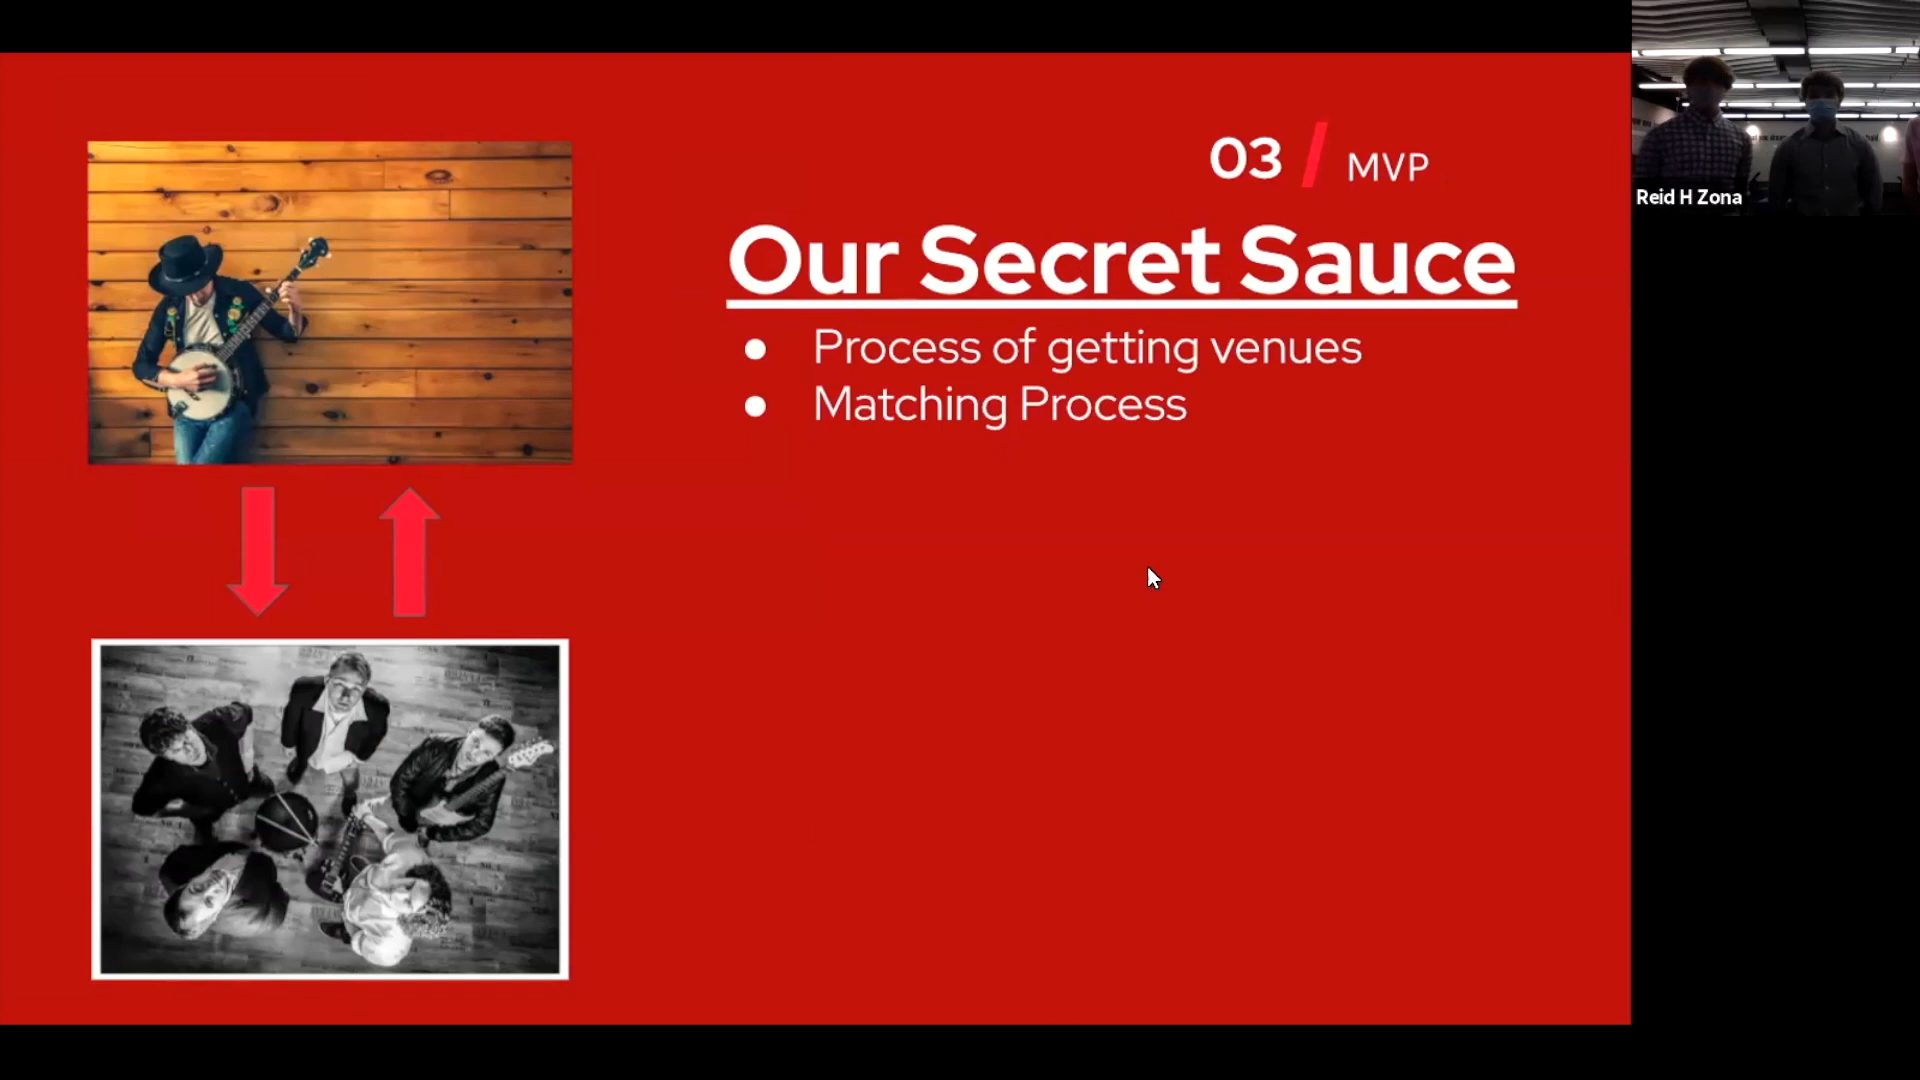 03 / MVP
Our Secret Sauce
● Process of getting venues
● Matching Process
Reid H Zona